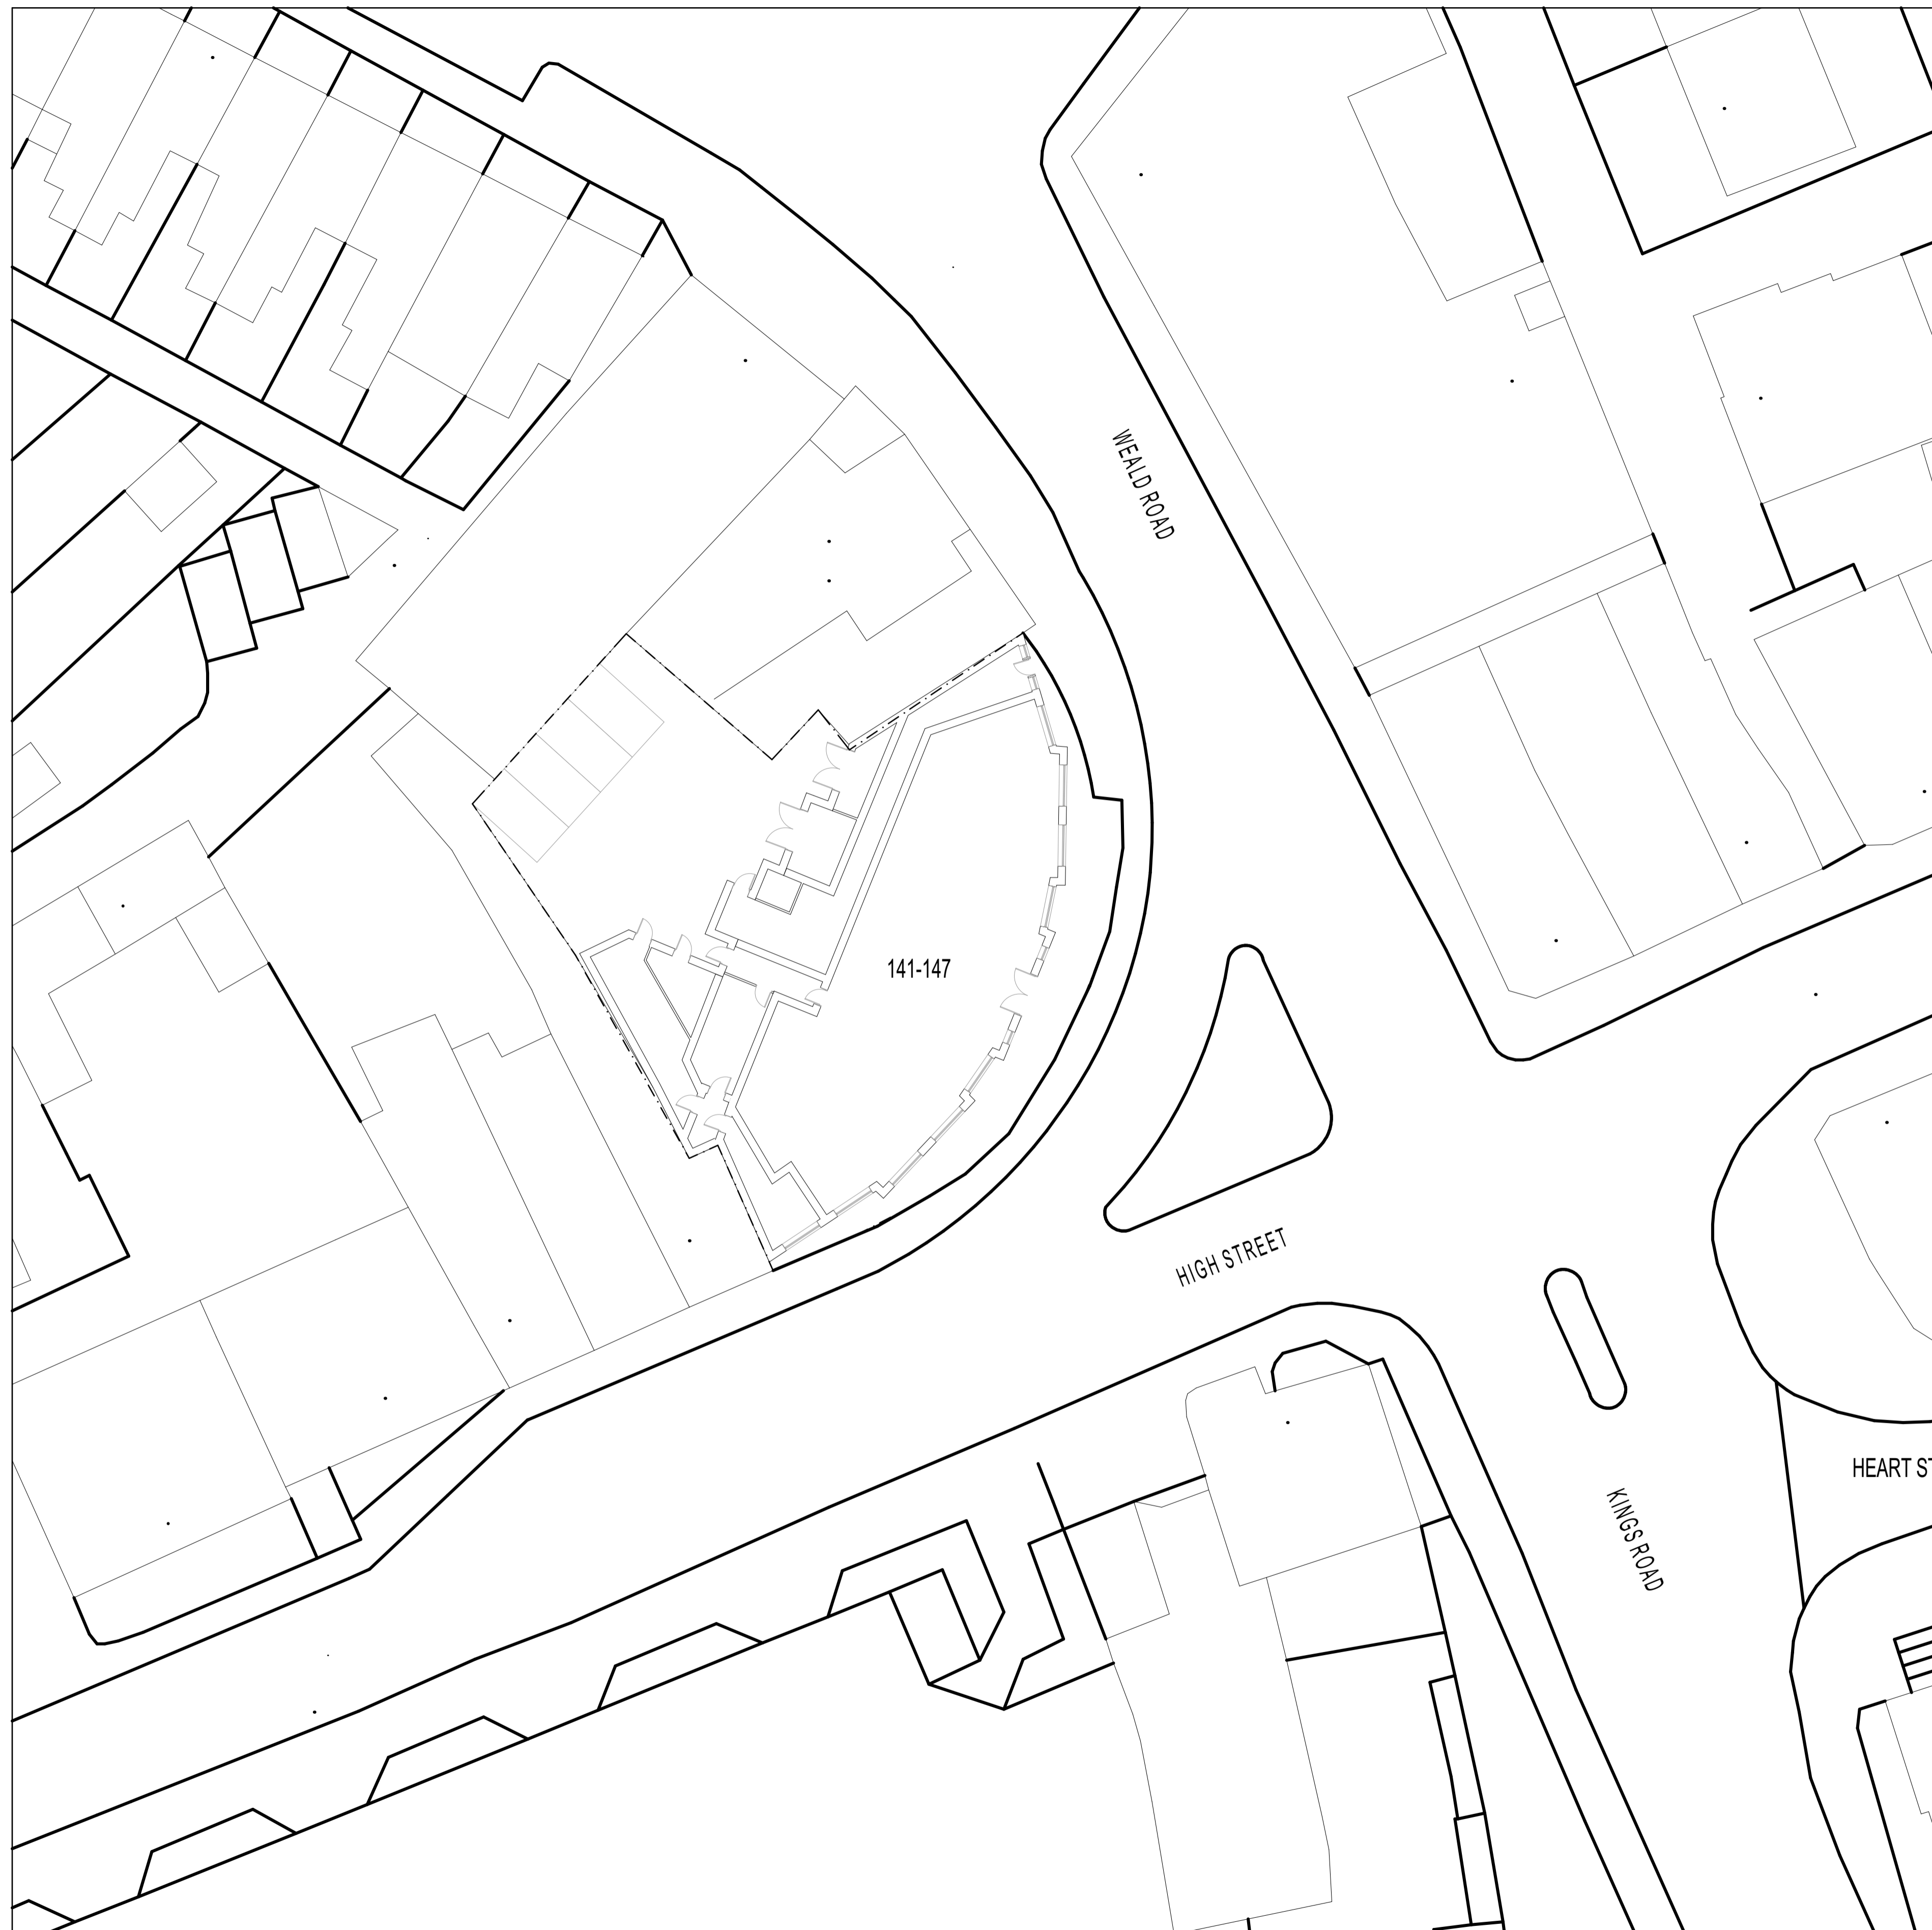 WEALD ROAD
141-147
HIGH STREET
HEART ST
KINGS ROAD